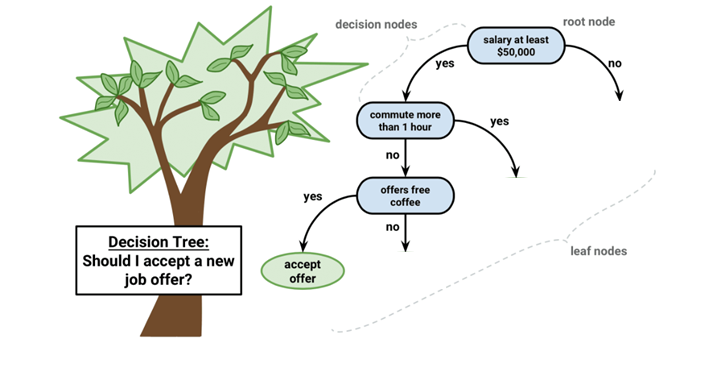 decision nodes
root node
salary at least
$50,000
yes
no
commute more
than 1 hour
yes
no
offers free
coffee
yes
no
Decision Tree:
Should I accept a new
job offer?
accept
offer
leaf nodes